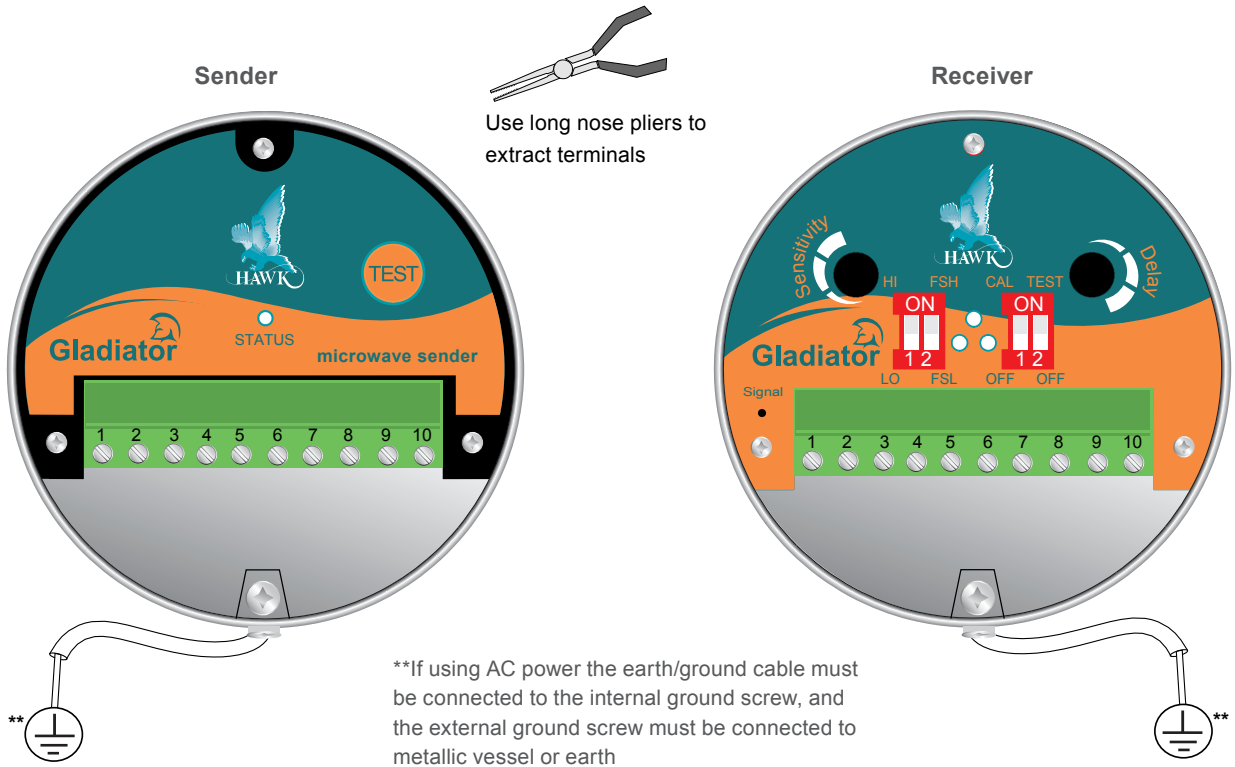 Sender
Use long nose pliers to
extract terminals
Receiver
HAWK
TEST
STATUS
Gladiator
microwave sender
1 2 3 4 5 6 7 8 9 10
Sensitivity
HAWK
Delay
HI FSH CAL TEST
ON ON
1 2 1 2
Gladiator
LO FSL OFF OFF
Signal
1 2 3 4 5 6 7 8 9 10
**If using AC power the earth/ground cable must
be connected to the internal ground screw, and
the external ground screw must be connected to
metallic vessel or earth
**
**